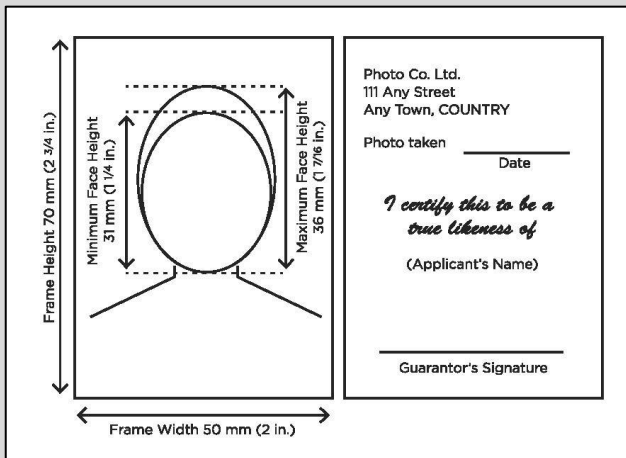 Frame Height 70 mm (2 3/4 in.)
Minimum Face Height
31 mm (1 1/4 in.)
Maximum Face Height
36 mm (1 7/16 in.)
Frame Width 50 mm (2 in.)
Photo Co. Ltd.
111 Any Street
Any Town, COUNTRY
Photo taken
Date
I certify this to be a
true likeness of
(Applicant's Name)
Guarantor's Signature